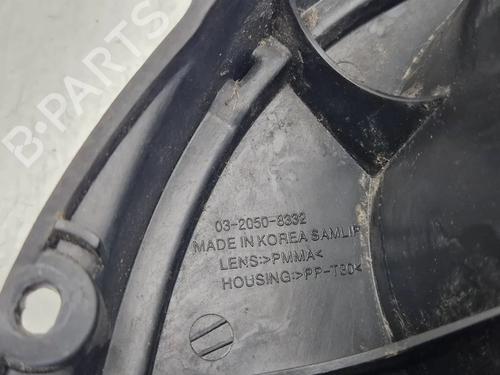 B-PARTS
03-2050-8332
MADE IN KOREA SAMLIP
LENS:>PMMA<
HOUSING:>PP-T30<